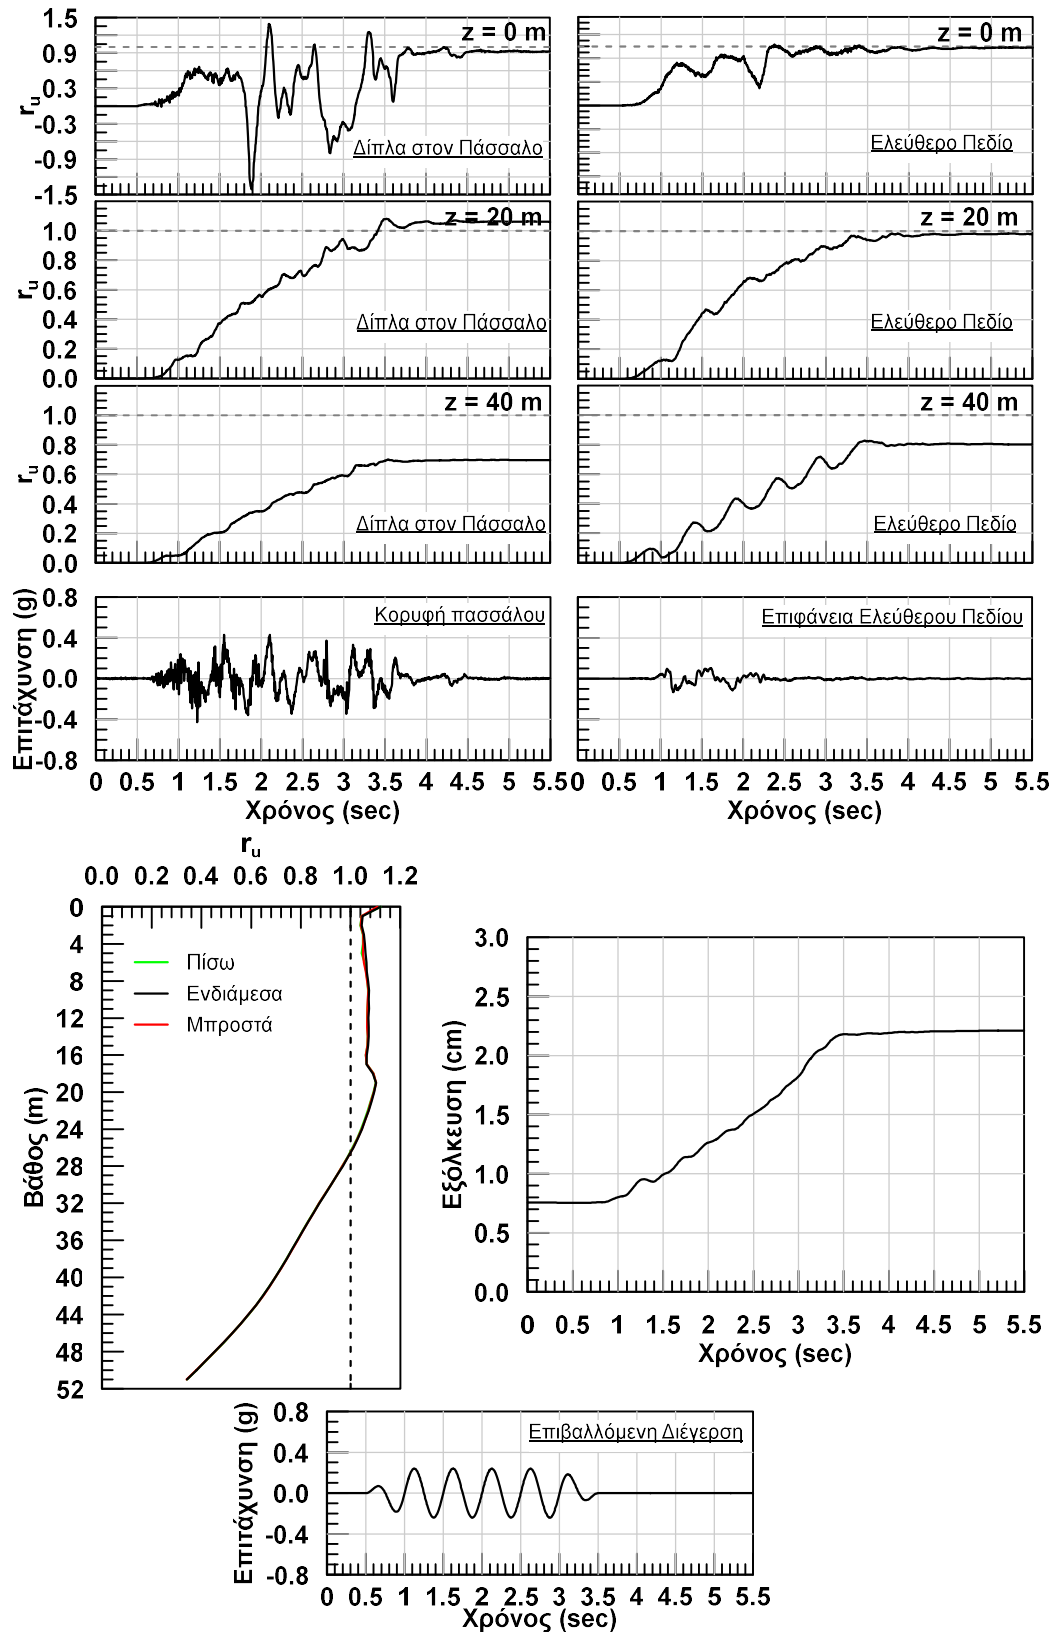 1.5
0.9
0.3
-0.3
-0.9
-1.5
r_u
z = 0 m
Δίπλα στον Πάσσαλο
z = 0 m
Ελεύθερο Πεδίο
1.0
0.8
0.6
0.4
0.2
0.0
r_u
z = 20 m
Δίπλα στον Πάσσαλο
z = 20 m
Ελεύθερο Πεδίο
1.0
0.8
0.6
0.4
0.2
0.0
r_u
z = 40 m
Δίπλα στον Πάσσαλο
z = 40 m
Ελεύθερο Πεδίο
0.8
0.4
0.0
-0.4
-0.8
Επιτάχυνση (g)
Κορυφή πασσάλου
Επιφάνεια Ελεύθερου Πεδίου
0 0.5 1 1.5 2 2.5 3 3.5 4 4.5 5 5.5
0 0.5 1 1.5 2 2.5 3 3.5 4 4.5 5 5.5
Χρόνος (sec)
Χρόνος (sec)
r_u
0.0 0.2 0.4 0.6 0.8 1.0 1.2
0
4
8
12
16
20
24
28
32
36
40
44
48
52
Βάθος (m)
Πίσω
Ενδιάμεσα
Μπροστά
3.0
2.5
2.0
1.5
1.0
0.5
0.0
Εξόλκευση (cm)
0 0.5 1 1.5 2 2.5 3 3.5 4 4.5 5 5.5
Χρόνος (sec)
0.8
0.4
0.0
-0.4
-0.8
Επιτάχυνση (g)
Επιβαλλόμενη Διέγερση
0 0.5 1 1.5 2 2.5 3 3.5 4 4.5 5 5.5
Χρόνος (sec)